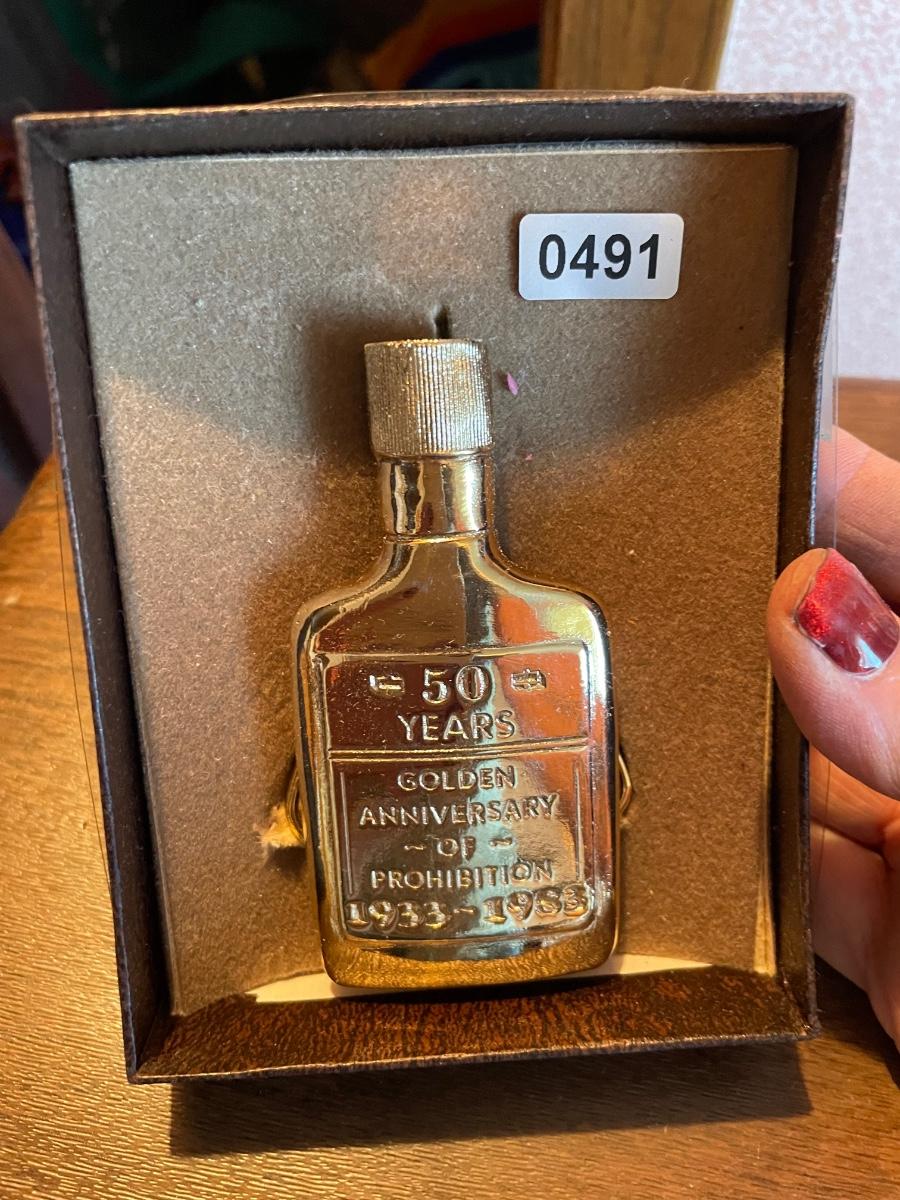 0491
50
YEARS
GOLDEN
ANNIVERSARY
~ OF ~
PROHIBITION
1933-1983